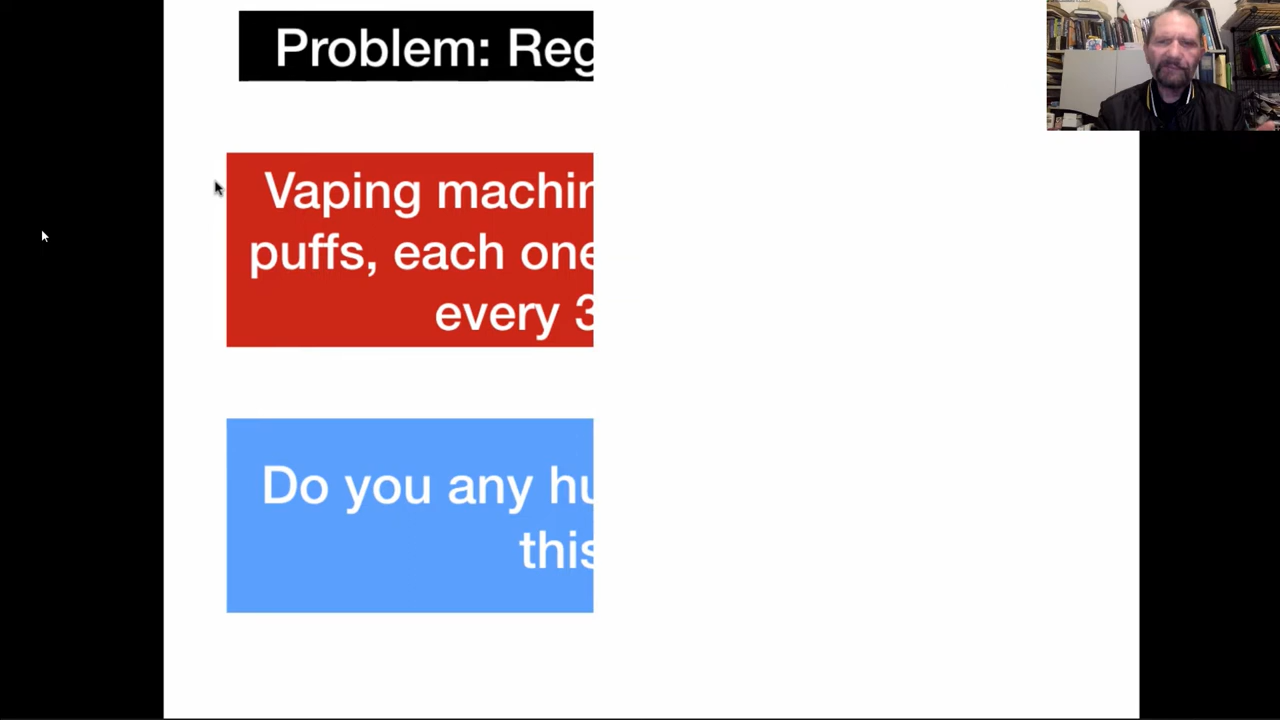 Problem: Reg
Vaping machin
puffs, each one
every 3
Do you any hu
this